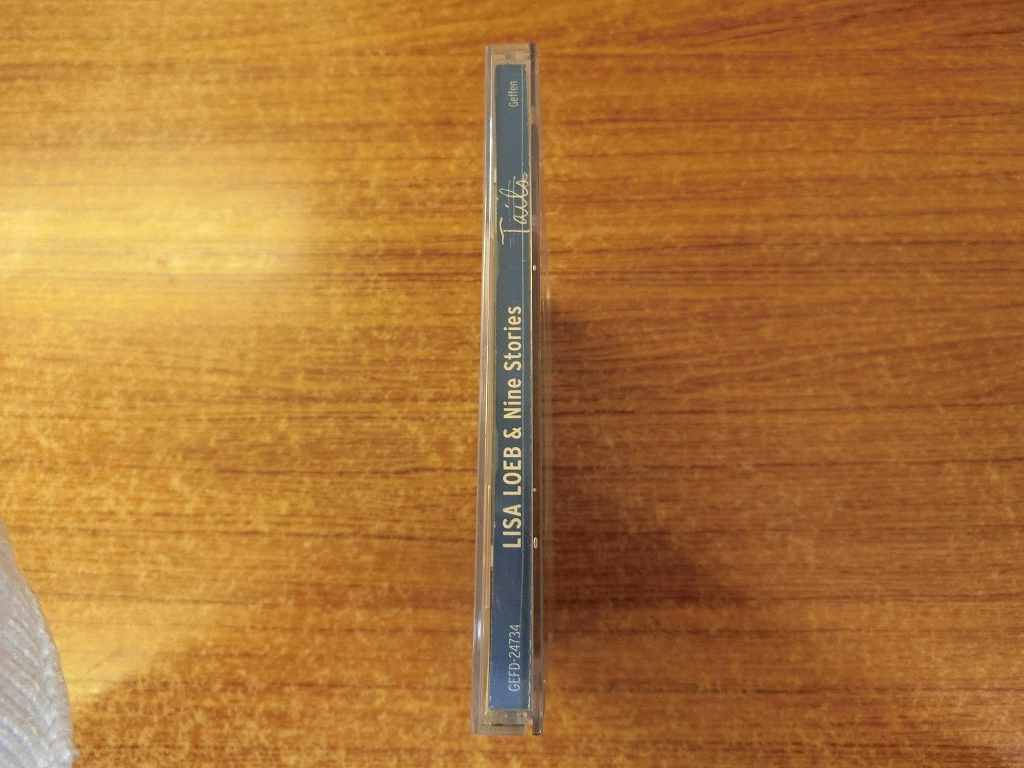 GEFD-24734
LISA LOEB & Nine Stories
Tails
Geffen